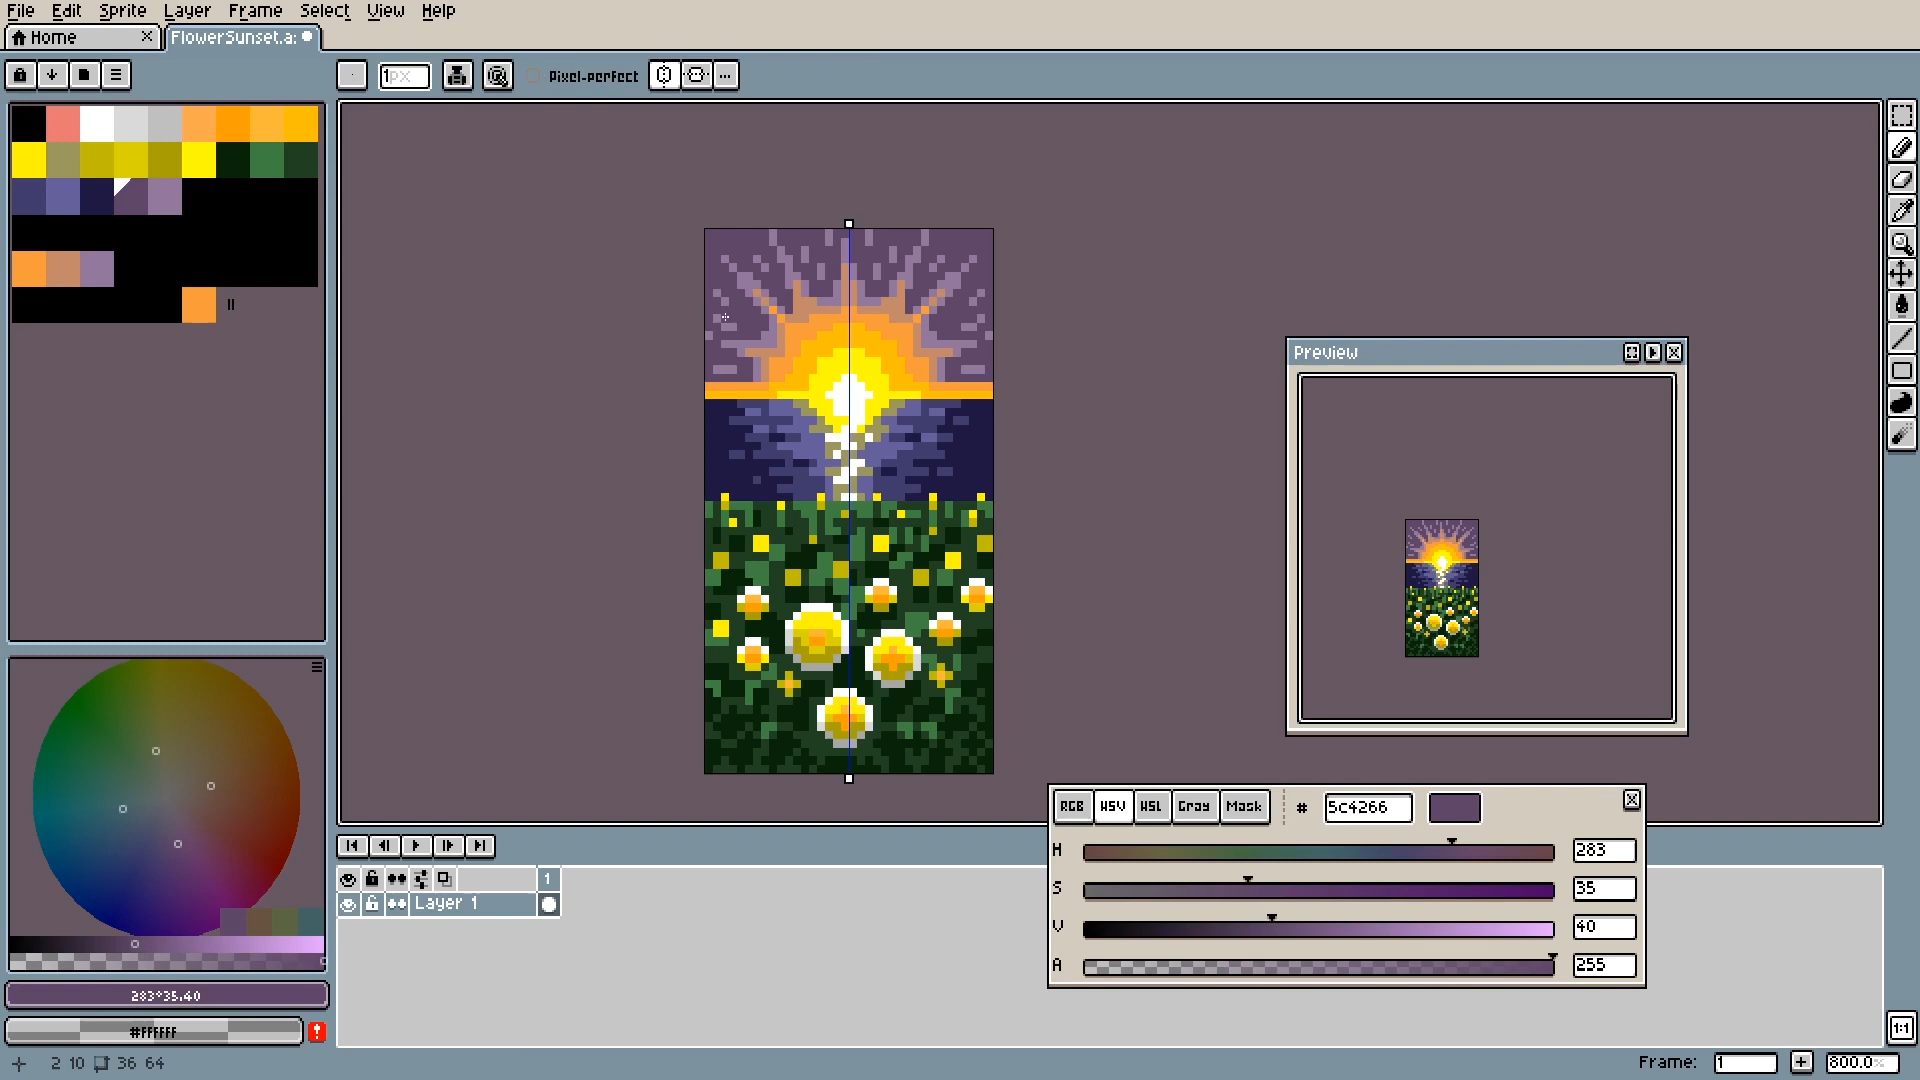 File Edit Sprite Layer Frame Select View Help
Home FlowerSunset.a:
1px Pixel-perfect
Preview
RGB HSV HSL Gray Mask # 5c4266
H 283
S 35
V 40
A 255
1
Layer 1
283°35.40
#ffffff
2 10 36 64
1:1
Frame: 1 + 800.0%